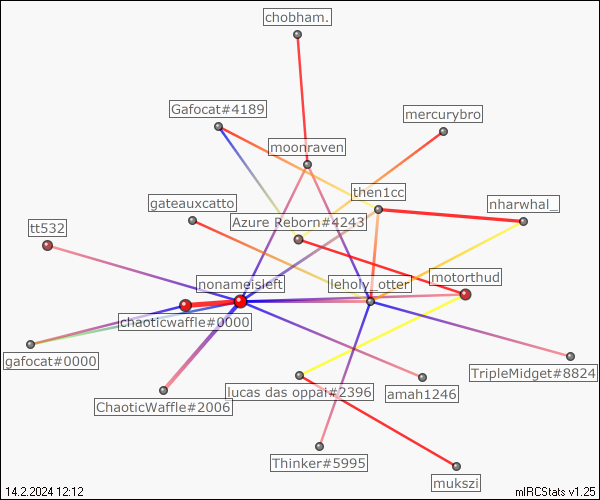 chobham.
Gafocat#4189
mercurybro
moonraven
then1cc
gateauxcatto
nharwhal_
Azure Reborn#4243
tt532
nonameisleft
leholy_otter
motorthud
chaoticwaffle#0000
gafocat#0000
TripleMidget#8824
lucas das oppai#2396
amah1246
ChaoticWaffle#2006
Thinker#5995
mukszi
14.2.2024 12:12
mIRCStats v1.25